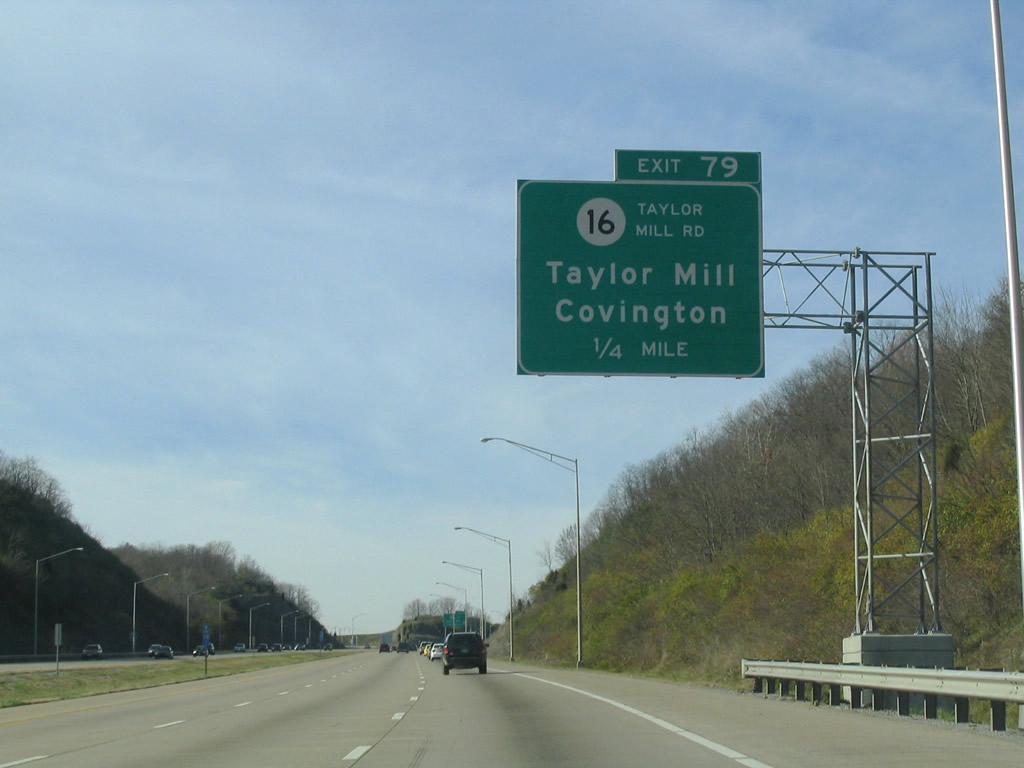 EXIT 79
16 TAYLOR
MILL RD
Taylor Mill
Covington
1/4 MILE